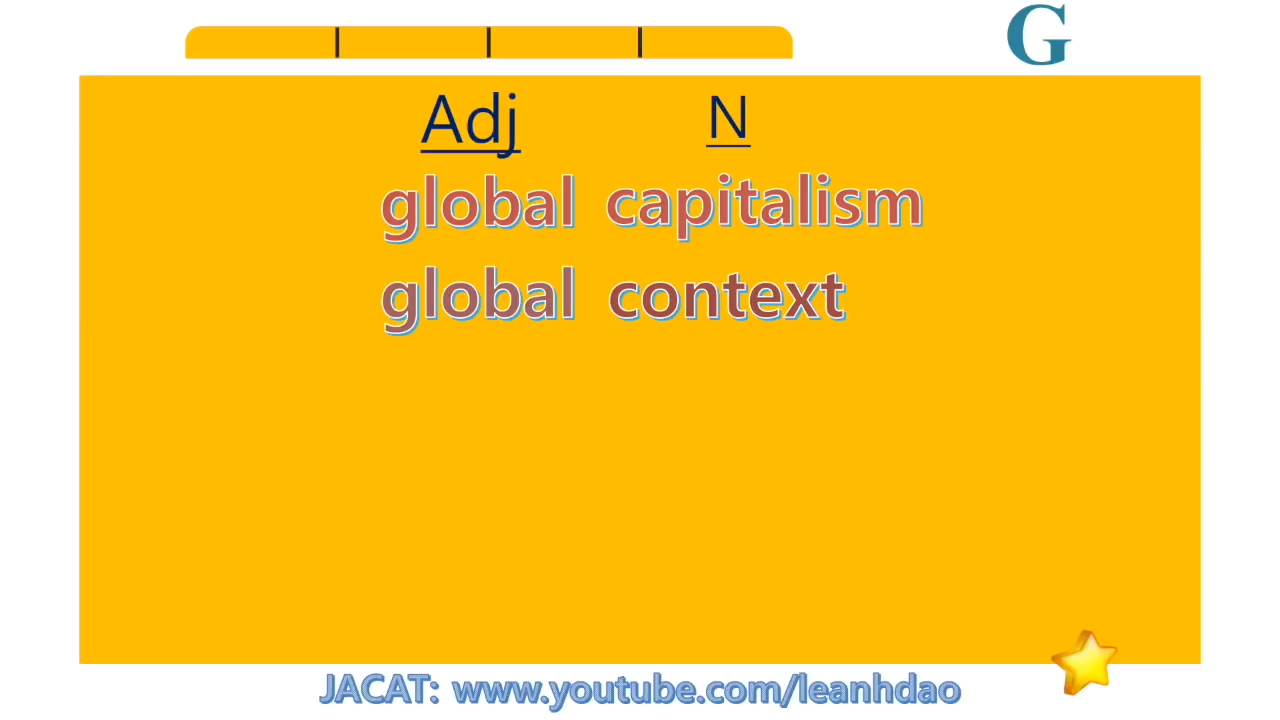 G
Adj N
global capitalism
global context
JACAT: www.youtube.com/leanhdao